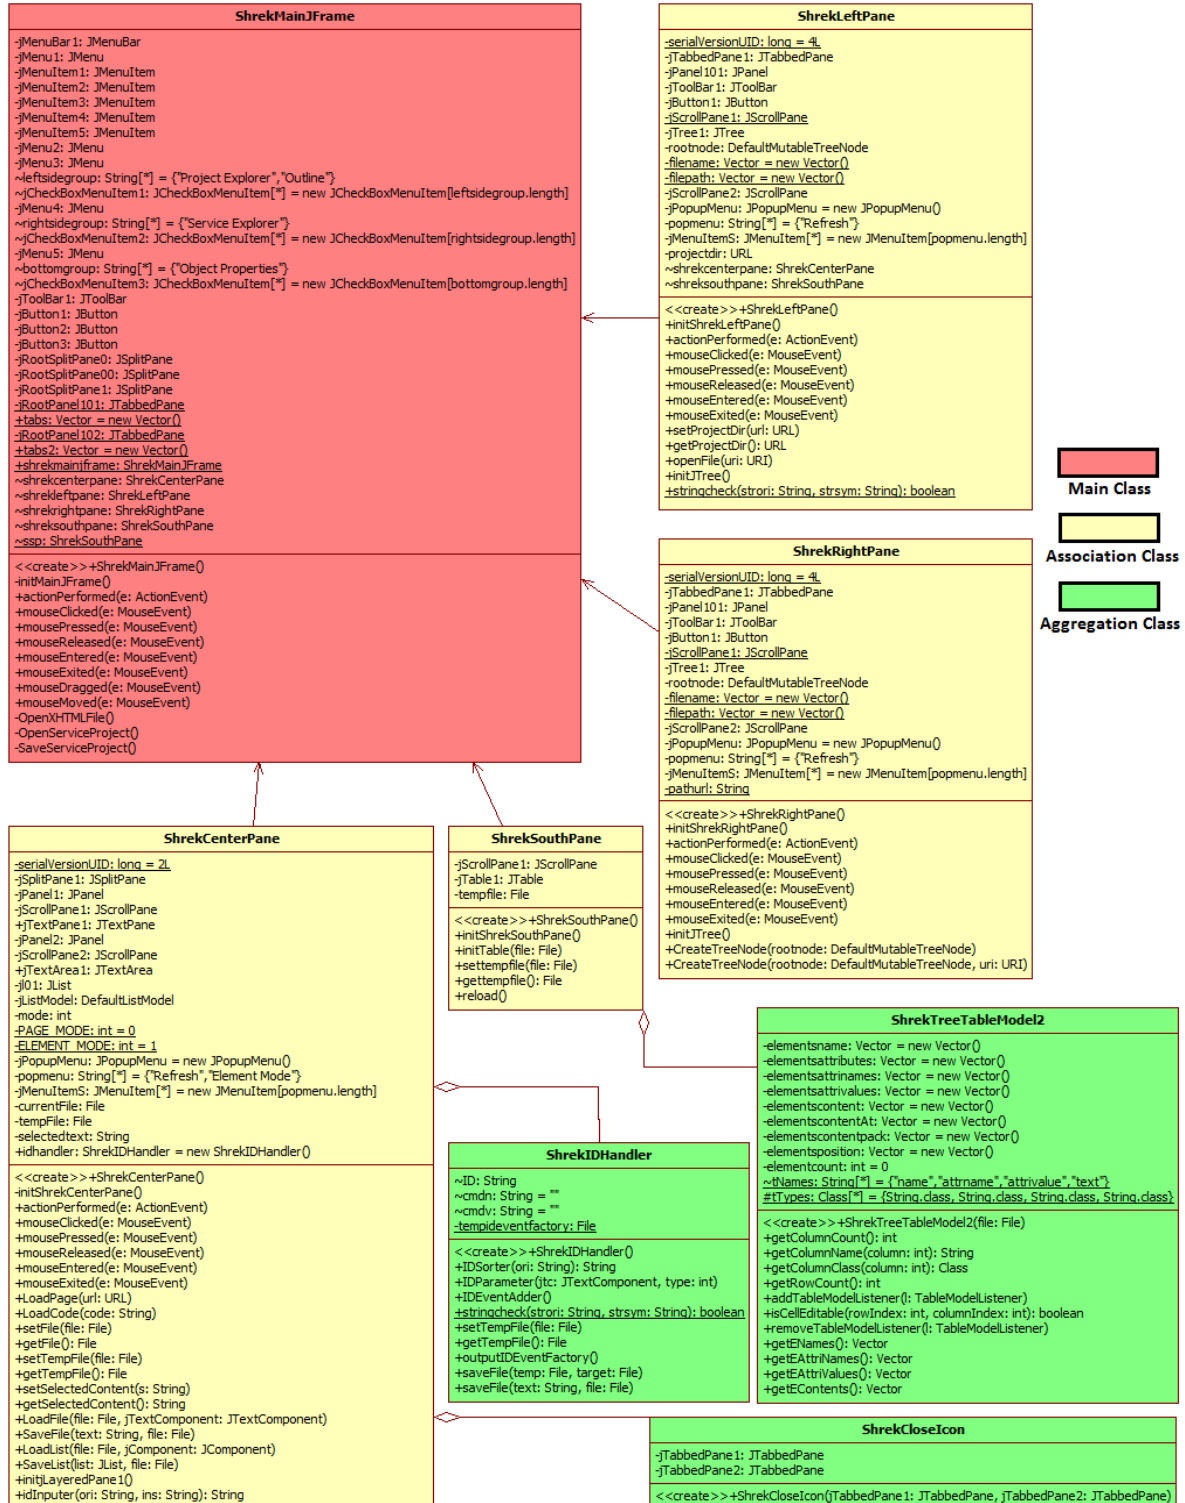 ShrekMainJFrame
-jMenuBar1: JMenuBar
-jMenu1: JMenu
-jMenuItem1: JMenuItem
-jMenuItem2: JMenuItem
-jMenuItem3: JMenuItem
-jMenuItem4: JMenuItem
-jMenuItem5: JMenuItem
-jMenu2: JMenu
-jMenu3: JMenu
~leftsidegroup: String[*] = {"Project Explorer","Outline"}
~jCheckBoxMenuItem1: JCheckBoxMenuItem[*] = new JCheckBoxMenuItem[leftsidegroup.length]
-jMenu4: JMenu
~rightsidegroup: String[*] = {"Service Explorer"}
~jCheckBoxMenuItem2: JCheckBoxMenuItem[*] = new JCheckBoxMenuItem[rightsidegroup.length]
-jMenu5: JMenu
~bottomgroup: String[*] = {"Object Properties"}
~jCheckBoxMenuItem3: JCheckBoxMenuItem[*] = new JCheckBoxMenuItem[bottomgroup.length]
-jToolBar1: JToolBar
-jButton1: JButton
-jButton2: JButton
-jButton3: JButton
-jRootSplitPane0: JSplitPane
-jRootSplitPane00: JSplitPane
-jRootSplitPane1: JSplitPane
-jRootPanel101: JTabbedPane
+tabs: Vector = new Vector()
-jRootPanel102: JTabbedPane
+tabs2: Vector = new Vector()
+shrekmainjframe: ShrekMainJFrame
~shrekcenterpane: ShrekCenterPane
~shrekleftpane: ShrekLeftPane
~shrekrightpane: ShrekRightPane
~shreksouthpane: ShrekSouthPane
~ssp: ShrekSouthPane
<<create>>+ShrekMainJFrame()
-initMainJFrame()
+actionPerformed(e: ActionEvent)
+mouseClicked(e: MouseEvent)
+mousePressed(e: MouseEvent)
+mouseReleased(e: MouseEvent)
+mouseEntered(e: MouseEvent)
+mouseExited(e: MouseEvent)
+mouseDragged(e: MouseEvent)
+mouseMoved(e: MouseEvent)
-OpenXHTMLFile()
-OpenServiceProject()
-SaveServiceProject()
ShrekLeftPane
-serialVersionUID: long = 4L
-jTabbedPane1: JTabbedPane
-jPanel101: JPanel
-jToolBar1: JToolBar
-jButton1: JButton
-jScrollPane1: JScrollPane
-jTree1: JTree
-rootnode: DefaultMutableTreeNode
-filename: Vector = new Vector()
-filepath: Vector = new Vector()
-jScrollPane2: JScrollPane
-jPopupMenu: JPopupMenu = new JPopupMenu()
-popmenu: String[*] = {"Refresh"}
-jMenuItemS: JMenuItem[*] = new JMenuItem[popmenu.length]
-projectdir: URL
~shrekcenterpane: ShrekCenterPane
~shreksouthpane: ShrekSouthPane
<<create>>+ShrekLeftPane()
+initShrekLeftPane()
+actionPerformed(e: ActionEvent)
+mouseClicked(e: MouseEvent)
+mousePressed(e: MouseEvent)
+mouseReleased(e: MouseEvent)
+mouseEntered(e: MouseEvent)
+mouseExited(e: MouseEvent)
+setProjectDir(url: URL)
+getProjectDir(): URL
+openFile(uri: URI)
+initJTree()
+stringcheck(strori: String, strsym: String): boolean
Main Class
Association Class
Aggregation Class
ShrekRightPane
-serialVersionUID: long = 4L
-jTabbedPane1: JTabbedPane
-jPanel101: JPanel
-jToolBar1: JToolBar
-jButton1: JButton
-jScrollPane1: JScrollPane
-jTree1: JTree
-rootnode: DefaultMutableTreeNode
-filename: Vector = new Vector()
-filepath: Vector = new Vector()
-jScrollPane2: JScrollPane
-jPopupMenu: JPopupMenu = new JPopupMenu()
-popmenu: String[*] = {"Refresh"}
-jMenuItemS: JMenuItem[*] = new JMenuItem[popmenu.length]
-pathurl: String
<<create>>+ShrekRightPane()
+initShrekRightPane()
+actionPerformed(e: ActionEvent)
+mouseClicked(e: MouseEvent)
+mousePressed(e: MouseEvent)
+mouseReleased(e: MouseEvent)
+mouseEntered(e: MouseEvent)
+mouseExited(e: MouseEvent)
+initJTree()
+CreateTreeNode(rootnode: DefaultMutableTreeNode)
+CreateTreeNode(rootnode: DefaultMutableTreeNode, uri: URI)
ShrekCenterPane
-serialVersionUID: long = 2L
-jSplitPane1: JSplitPane
-jPanel1: JPanel
-jScrollPane1: JScrollPane
+jTextPane1: JTextPane
-jPanel2: JPanel
-jScrollPane2: JScrollPane
+jTextArea1: JTextArea
-jl01: JList
-jListModel: DefaultListModel
-mode: int
-PAGE_MODE: int = 0
-ELEMENT_MODE: int = 1
-jPopupMenu: JPopupMenu = new JPopupMenu()
-popmenu: String[*] = {"Refresh","Element Mode"}
-jMenuItemS: JMenuItem[*] = new JMenuItem[popmenu.length]
-currentFile: File
-tempFile: File
-selectedtext: String
+idhandler: ShrekIDHandler = new ShrekIDHandler()
<<create>>+ShrekCenterPane()
-initShrekCenterPane()
+actionPerformed(e: ActionEvent)
+mouseClicked(e: MouseEvent)
+mousePressed(e: MouseEvent)
+mouseReleased(e: MouseEvent)
+mouseEntered(e: MouseEvent)
+mouseExited(e: MouseEvent)
+LoadPage(url: URL)
+LoadCode(code: String)
+setFile(file: File)
+getFile(): File
+setTempFile(file: File)
+getTempFile(): File
+setSelectedContent(s: String)
+getSelectedContent(): String
+LoadFile(file: File, jTextComponent: JTextComponent)
+SaveFile(text: String, file: File)
+LoadList(file: File, jComponent: JComponent)
+SaveList(list: JList, file: File)
+initjLayeredPane1()
+idInputer(ori: String, ins: String): String
ShrekSouthPane
-jScrollPane1: JScrollPane
-jTable1: JTable
-tempfile: File
<<create>>+ShrekSouthPane()
+initShrekSouthPane()
+initTable(file: File)
+settempfile(file: File)
+gettempfile(): File
+reload()
ShrekIDHandler
~ID: String
~cmdn: String = ""
~cmdv: String = ""
-tempideventfactory: File
<<create>>+ShrekIDHandler()
+IDSorter(ori: String): String
+IDParameter(jtc: JTextComponent, type: int)
+IDEventAdder()
+stringcheck(strori: String, strsym: String): boolean
+setTempFile(file: File)
+getTempFile(): File
+outputIDEventFactory()
+saveFile(temp: File, target: File)
+saveFile(text: String, file: File)
ShrekTreeTableModel2
-elementsname: Vector = new Vector()
-elementsattributes: Vector = new Vector()
-elementsattrinames: Vector = new Vector()
-elementsattrivalues: Vector = new Vector()
-elementscontent: Vector = new Vector()
-elementscontentAt: Vector = new Vector()
-elementscontentpack: Vector = new Vector()
-elementsposition: Vector = new Vector()
-elementcount: int = 0
~tNames: String[*] = {"name","attrname","attrivalue","text"}
#tTypes: Class[*] = {String.class, String.class, String.class, String.class}
<<create>>+ShrekTreeTableModel2(file: File)
+getColumnCount(): int
+getColumnName(column: int): String
+getColumnClass(column: int): Class
+getRowCount(): int
+addTableModelListener(l: TableModelListener)
+isCellEditable(rowIndex: int, columnIndex: int): boolean
+removeTableModelListener(l: TableModelListener)
+getENames(): Vector
+getEAttriNames(): Vector
+getEAttriValues(): Vector
+getEContents(): Vector
ShrekCloseIcon
-jTabbedPane1: JTabbedPane
-jTabbedPane2: JTabbedPane
<<create>>+ShrekCloseIcon(jTabbedPane1: JTabbedPane, jTabbedPane2: JTabbedPane)